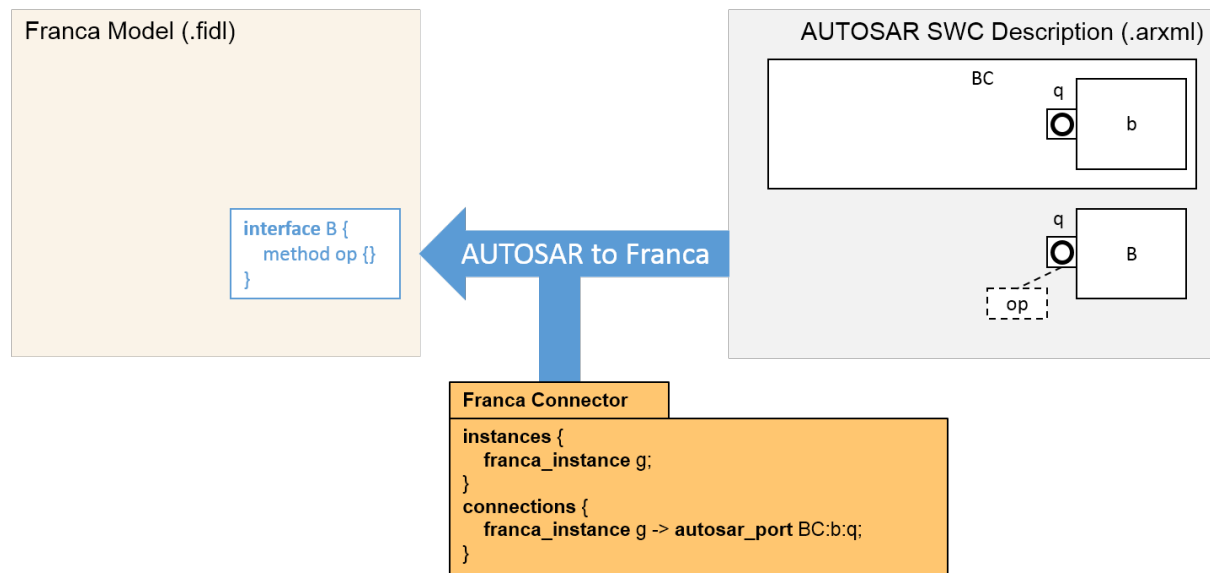 Franca Model (.fidl)
AUTOSAR SWC Description (.arxml)
BC
q
b
interface B {
method op {}
}
AUTOSAR to Franca
q
B
op
Franca Connector
instances {
franca_instance g;
}
connections {
franca_instance g -> autosar_port BC:b:q;
}